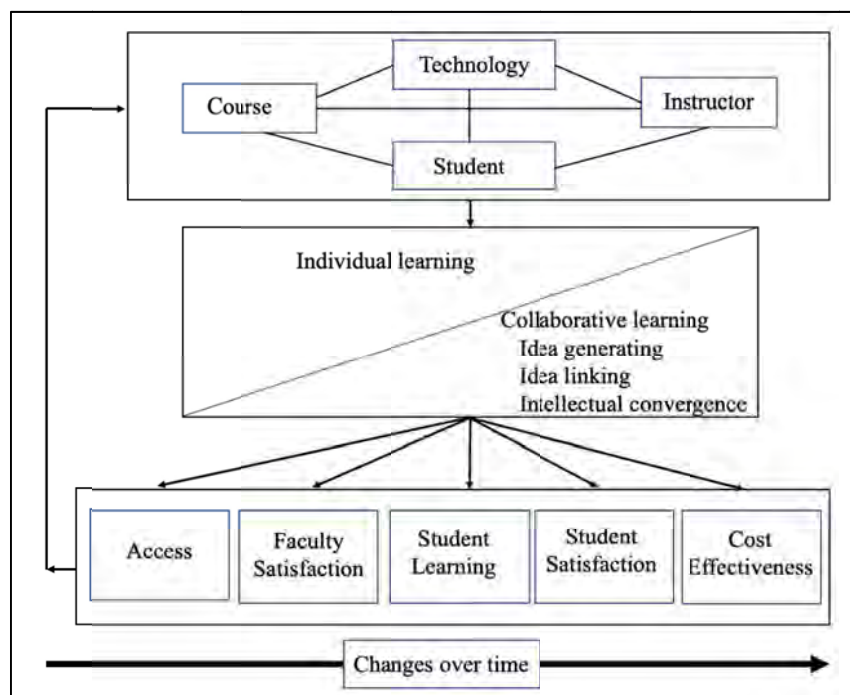 Technology
Course
Instructor
Student
Individual learning
Collaborative learning
Idea generating
Idea linking
Intellectual convergence
Access
Faculty
Satisfaction
Student
Learning
Student
Satisfaction
Cost
Effectiveness
Changes over time